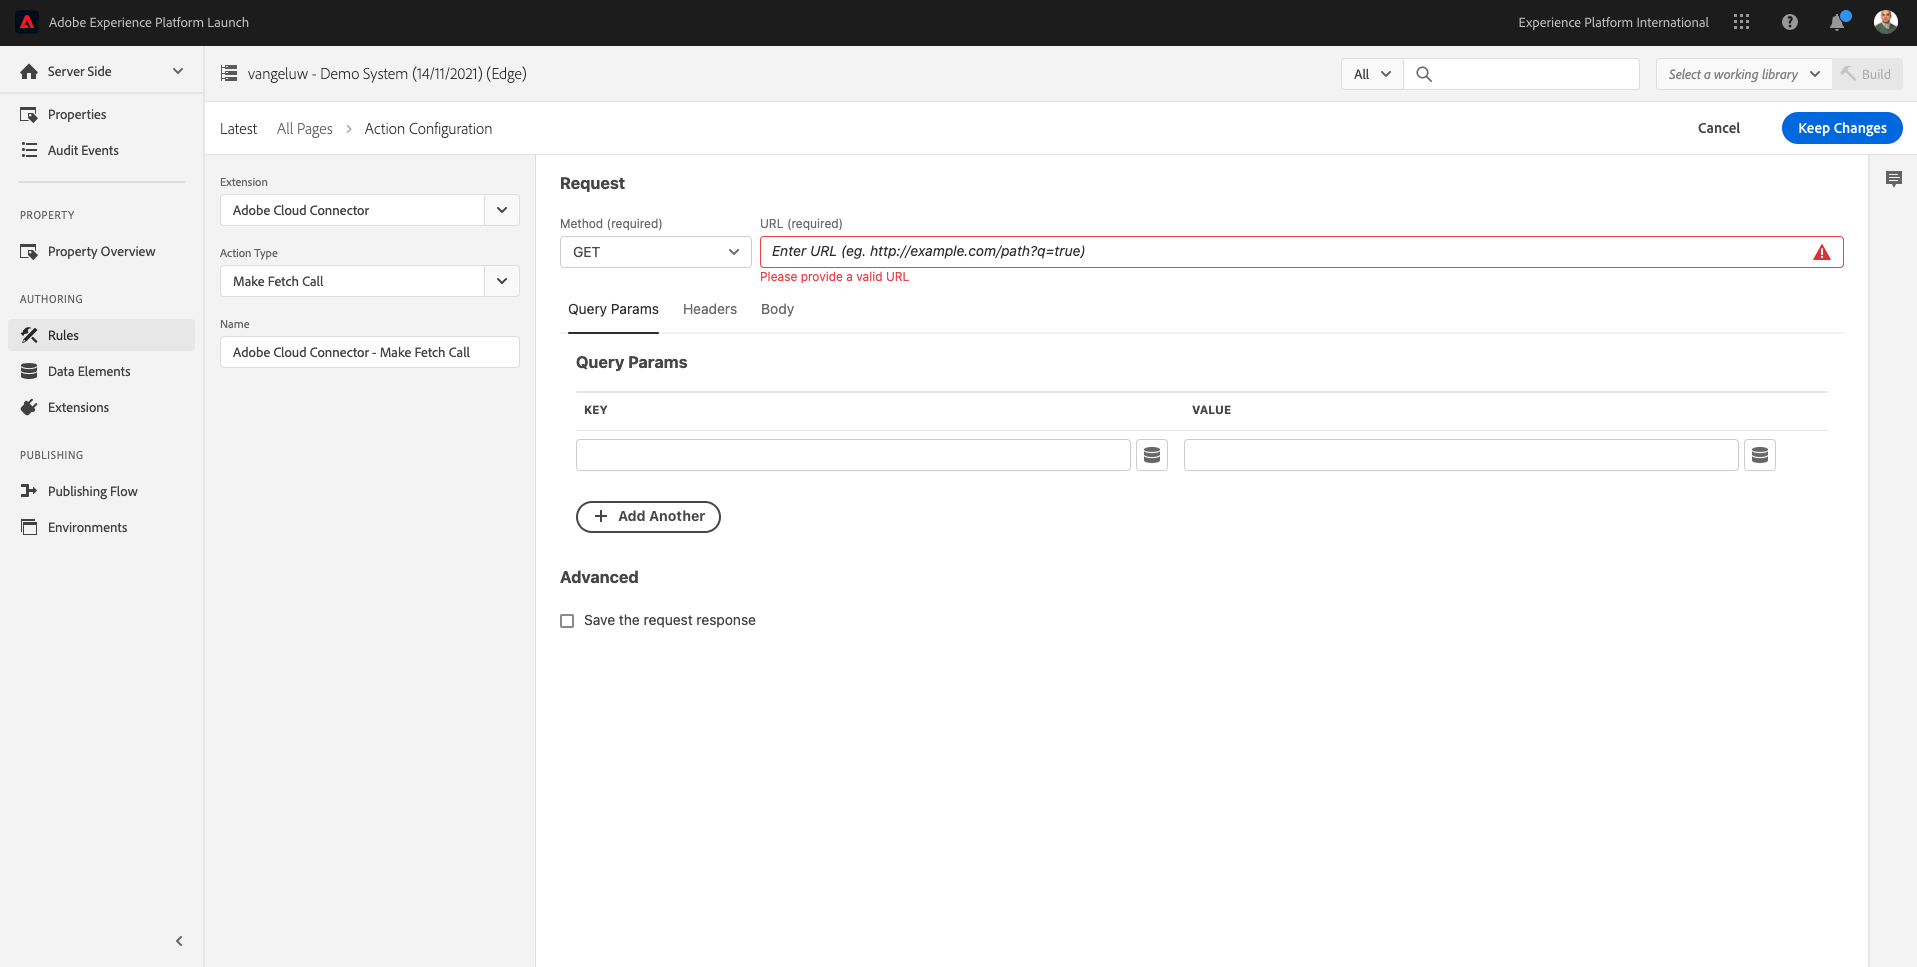 Adobe Experience Platform Launch
Experience Platform International
Server Side
vangeluw - Demo System (14/11/2021) (Edge)
All
Select a working library
Build
Properties
Audit Events
PROPERTY
Property Overview
AUTHORING
Rules
Data Elements
Extensions
PUBLISHING
Publishing Flow
Environments
Latest All Pages > Action Configuration
Cancel
Keep Changes
Extension
Adobe Cloud Connector
Action Type
Make Fetch Call
Name
Adobe Cloud Connector - Make Fetch Call
Request
Method (required)
URL (required)
GET
Enter URL (eg. http://example.com/path?q=true)
Please provide a valid URL
Query Params Headers Body
Query Params
KEY VALUE
Add Another
Advanced
Save the request response